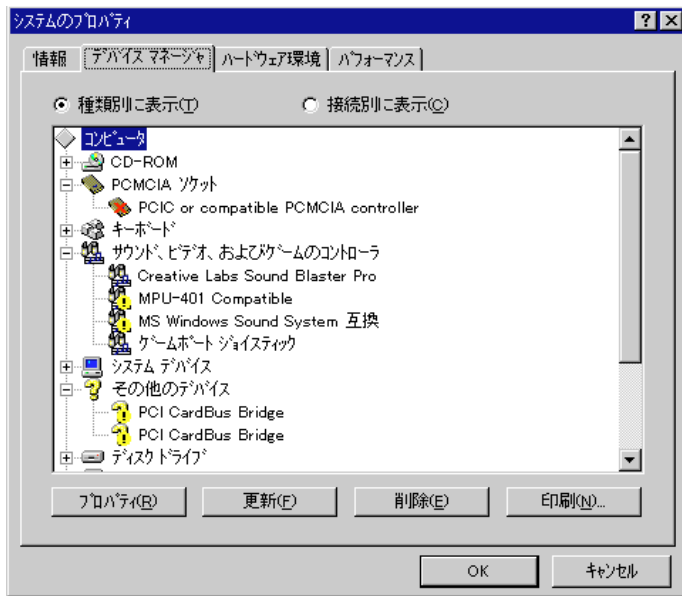 システムのプロパティ
情報 デバイス マネージャ ハードウェア環境 パフォーマンス
種類別に表示(T) 接続別に表示(C)
コンピュータ
CD-ROM
PCMCIA ソケット
PCIC or compatible PCMCIA controller
キーボード
サウンド、ビデオ、およびゲームのコントローラ
Creative Labs Sound Blaster Pro
MPU-401 Compatible
MS Windows Sound System 互換
ゲームポート ジョイスティック
システム デバイス
その他のデバイス
PCI CardBus Bridge
PCI CardBus Bridge
ディスク ドライブ
プロパティ(R) 更新(F) 削除(E) 印刷(N)...
OK キャンセル